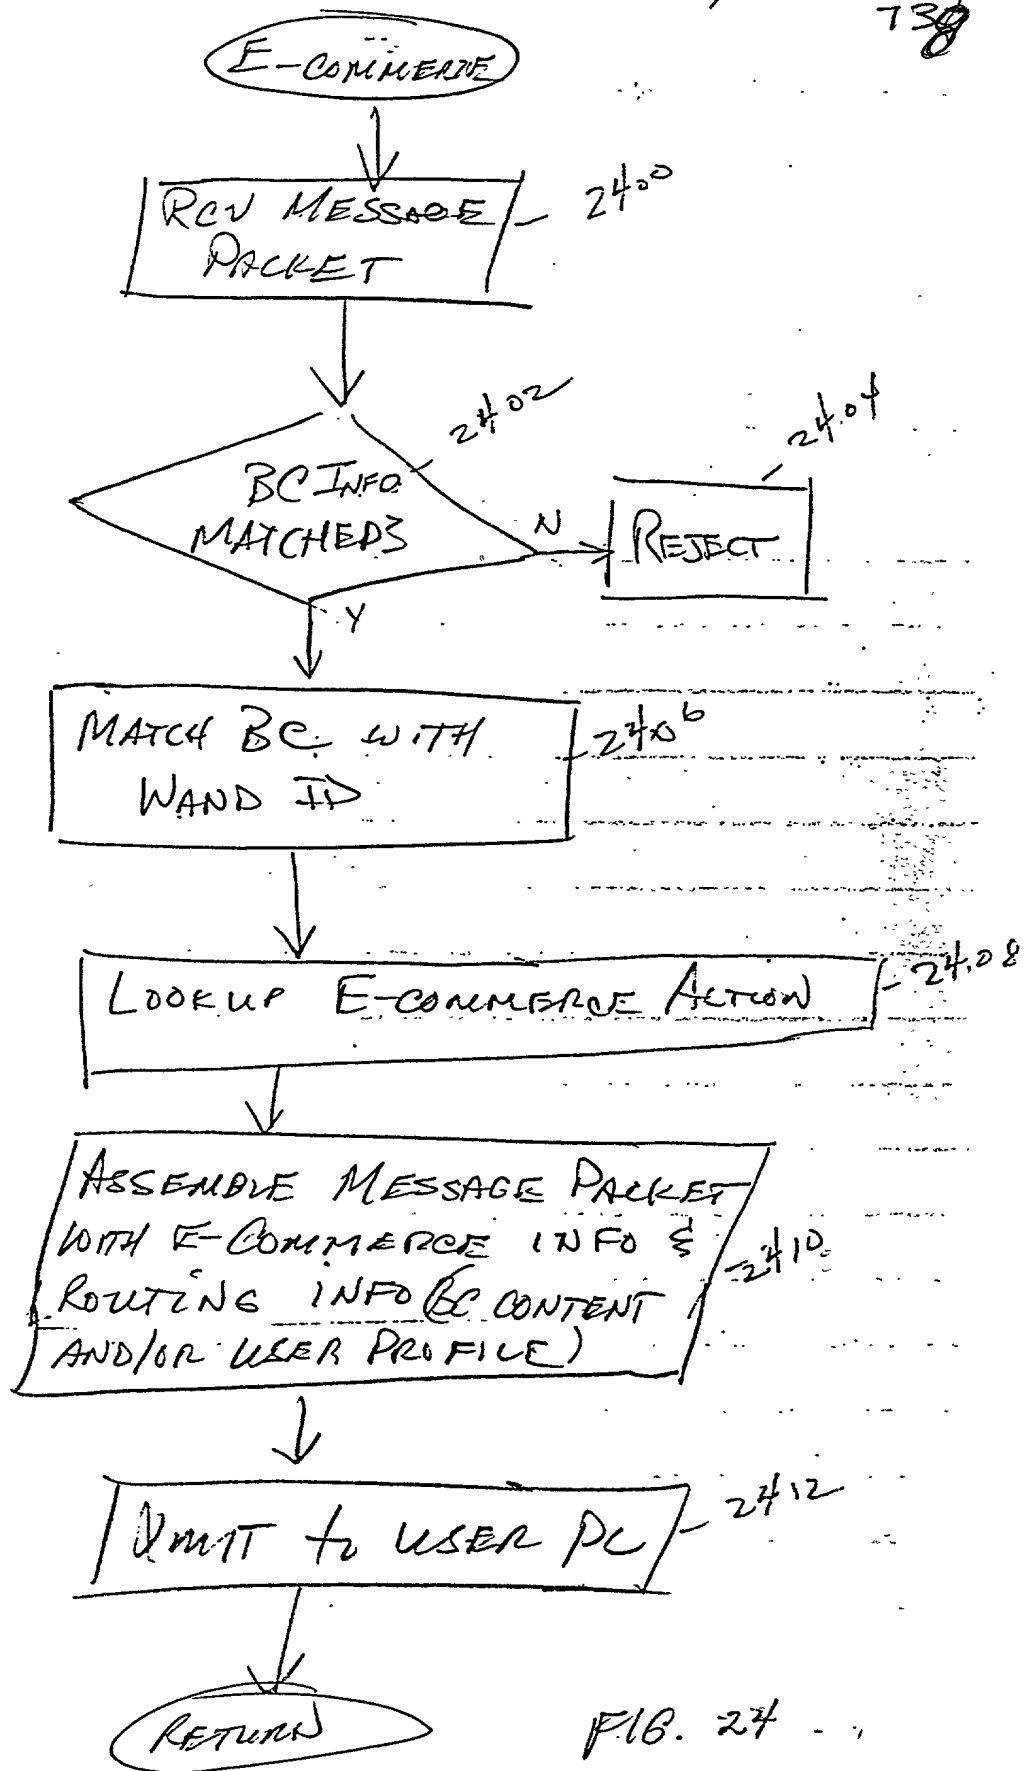 738
E-COMMERCE
RCV MESSAGE
PACKET
2400
2402
2404
BC INFO
MATCHED?
N
REJECT
Y
MATCH BC WITH
WAND ID
2406
LOOKUP E-COMMERCE ACTION
2408
ASSEMBLE MESSAGE PACKET
WITH E-COMMERCE INFO &
ROUTING INFO (BC CONTENT
AND/OR USER PROFILE)
2410
XMIT to USER PC
2412
RETURN
FIG. 24